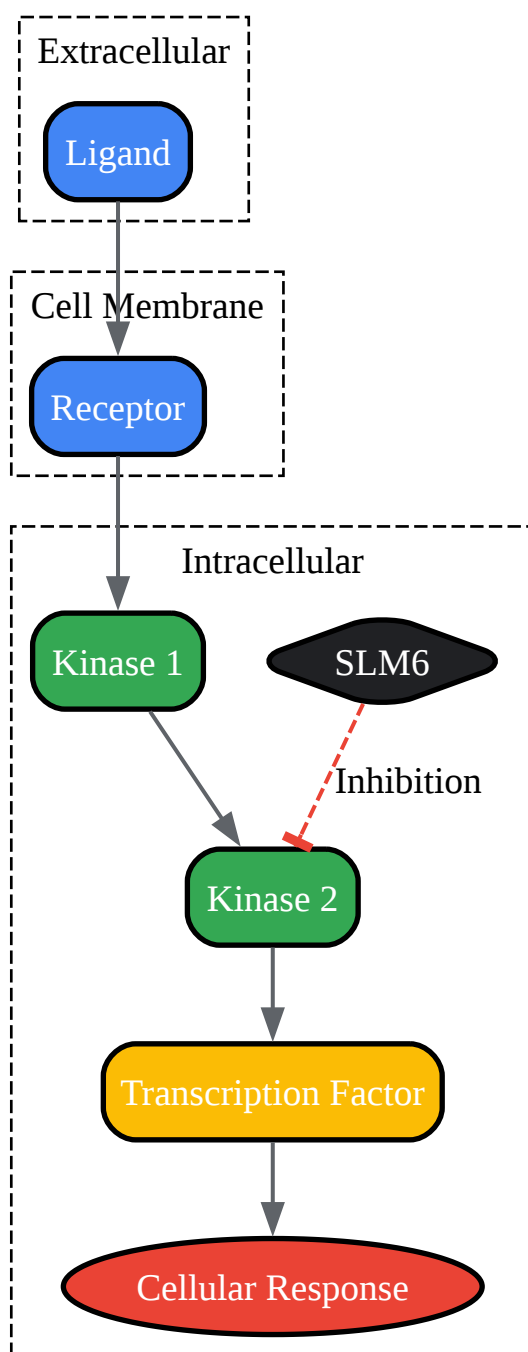 Extracellular
Ligand
Cell Membrane
Receptor
Intracellular
Kinase 1
SLM6
Inhibition
Kinase 2
Transcription Factor
Cellular Response